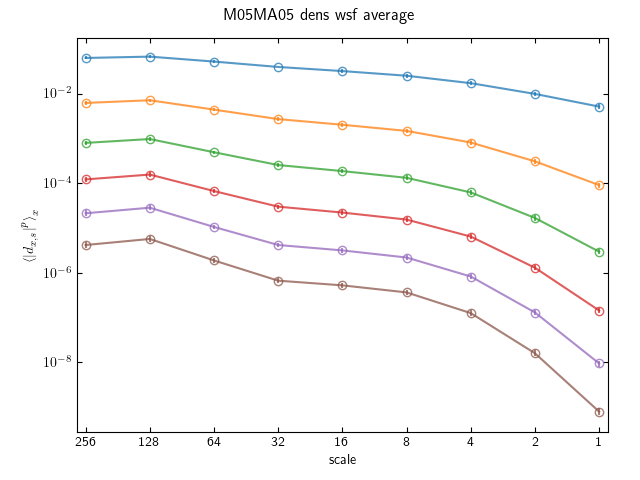 M05MA05 dens wsf average
10⁻²
10⁻⁴
10⁻⁶
10⁻⁸
⟨|d_{x,s}|^p⟩_x
256 128 64 32 16 8 4 2 1
scale